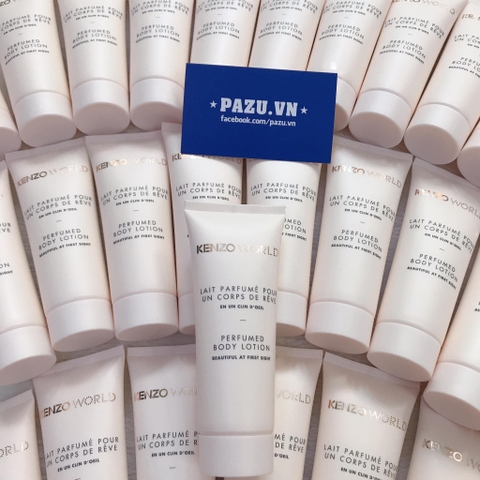 ★ PAZU.VN ★
facebook.com/pazu.vn
KENZO WORLD
LAIT PARFUMÉ POUR
UN CORPS DE RÊVE
EN UN CLIN D'OEIL
PERFUMED
BODY LOTION
BEAUTIFUL AT FIRST SIGHT